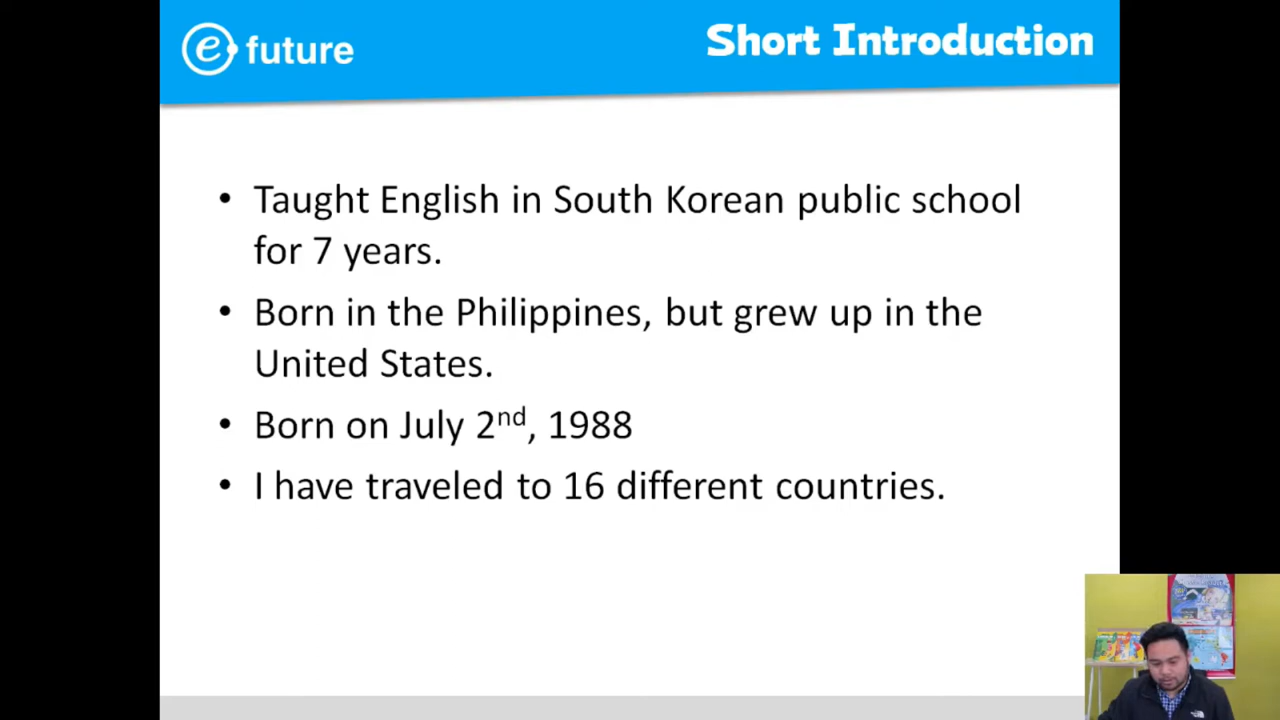 e future
Short Introduction
• Taught English in South Korean public school
for 7 years.
• Born in the Philippines, but grew up in the
United States.
• Born on July 2nd, 1988
• I have traveled to 16 different countries.